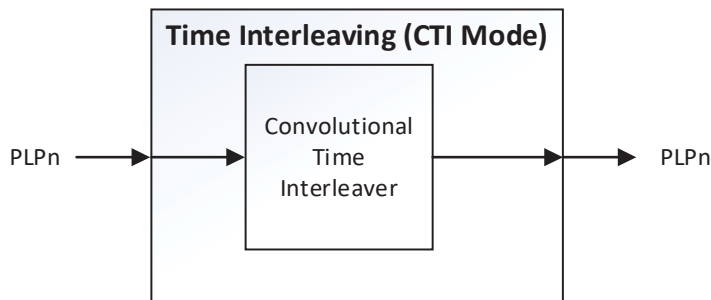 Time Interleaving (CTI Mode)
Convolutional
Time
Interleaver
PLPn
PLPn